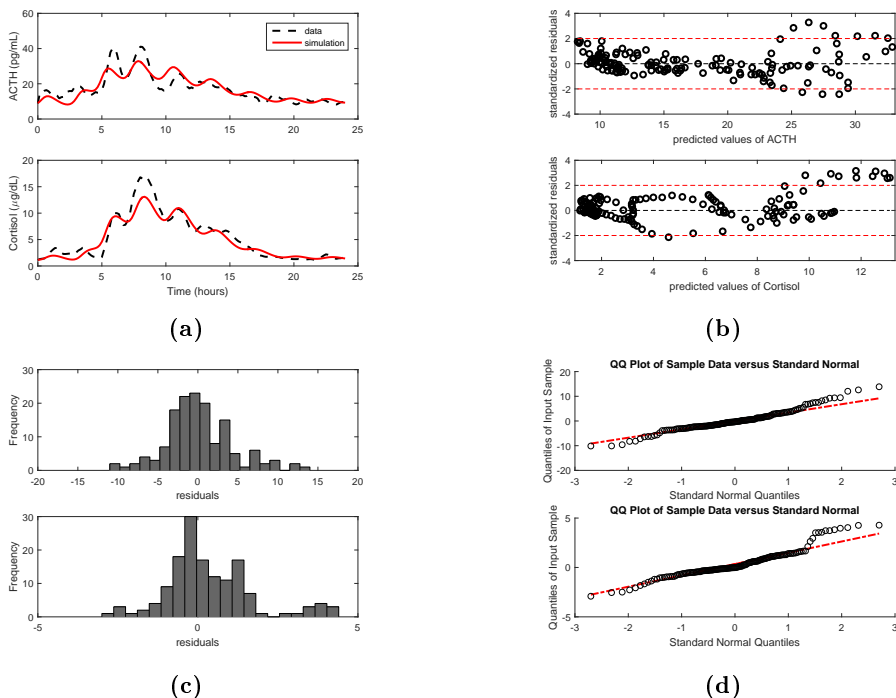 ACTH (pg/mL)
60
40
20
0
0 5 10 15 20 25
data
simulation
Cortisol (μg/dL)
20
15
10
5
0
0 5 10 15 20 25
Time (hours)
(a)
standardized residuals
4
2
0
-2
-4
10 15 20 25 30
predicted values of ACTH
standardized residuals
4
2
0
-2
-4
2 4 6 8 10 12
predicted values of Cortisol
(b)
Frequency
30
20
10
0
-20 -15 -10 -5 0 5 10 15 20
residuals
Frequency
30
20
10
0
-5 0 5
residuals
(c)
QQ Plot of Sample Data versus Standard Normal
Quantiles of Input Sample
20
10
0
-10
20
-3 -2 -1 0 1 2 3
Standard Normal Quantiles
QQ Plot of Sample Data versus Standard Normal
Quantiles of Input Sample
5
0
-5
-3 -2 -1 0 1 2 3
Standard Normal Quantiles
(d)